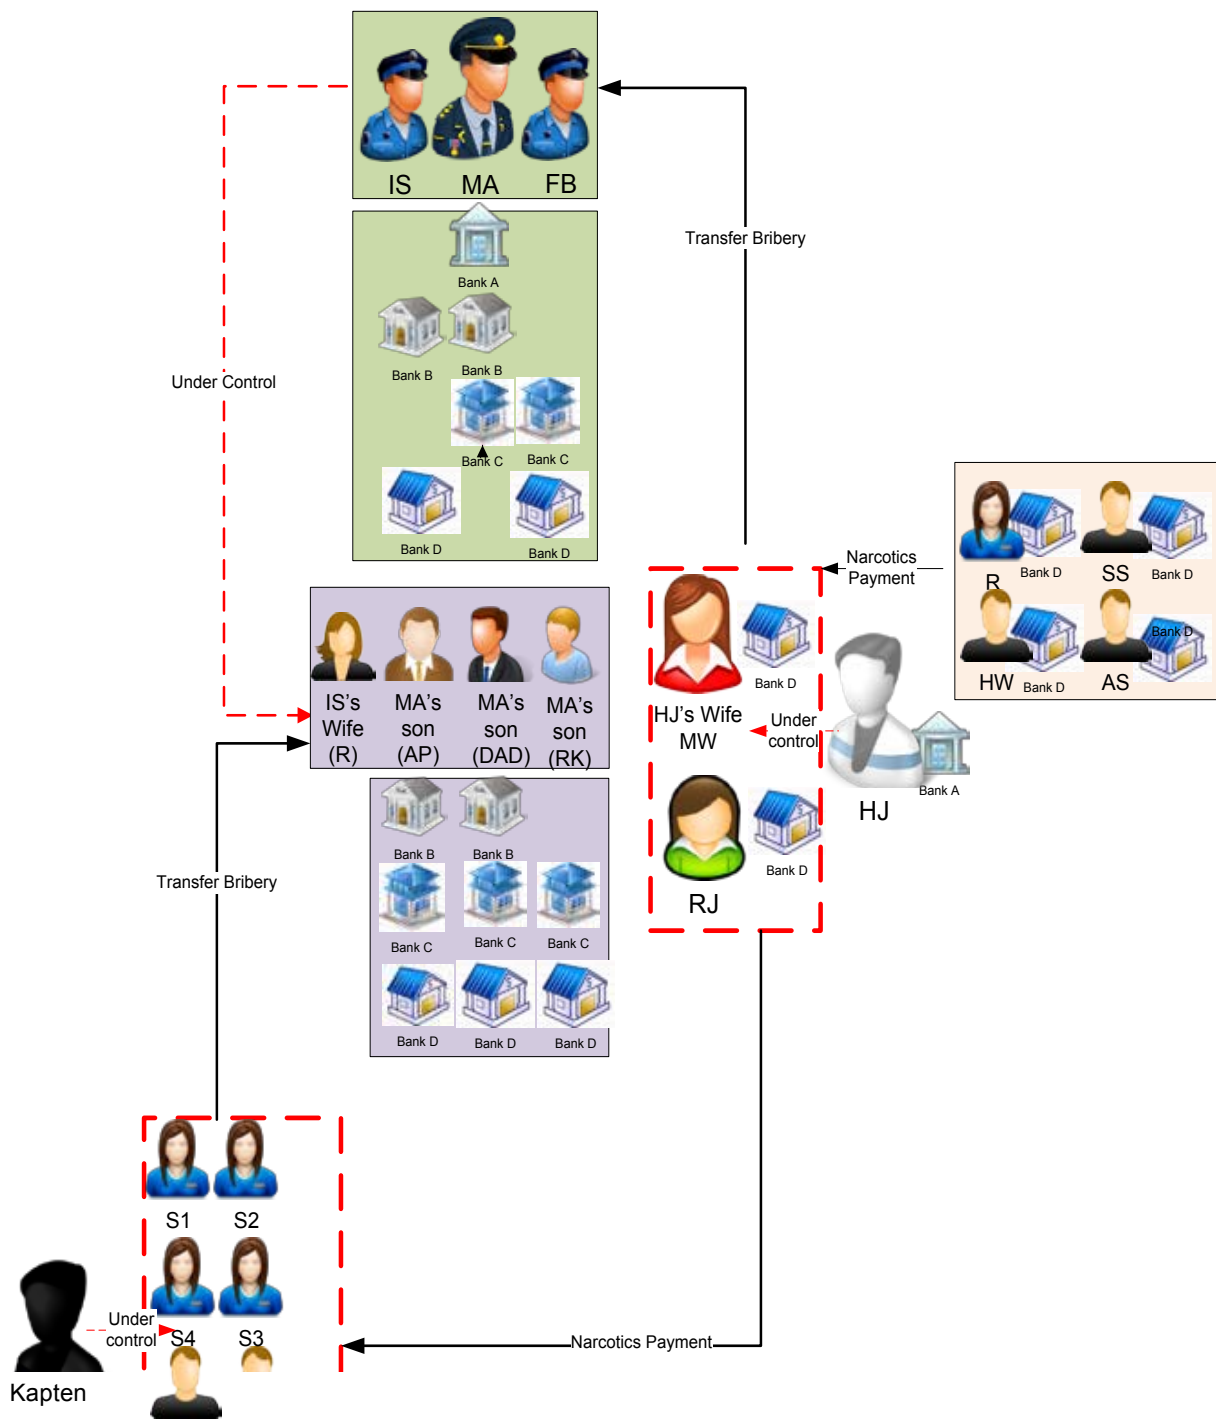 IS MA FB
Transfer Bribery
Bank A
Bank B
Bank B
Under Control
Bank C
Bank C
Bank D
Bank D
Narcotics
Payment
R
Bank D
SS
Bank D
HW
Bank D
AS
Bank D
IS's
Wife
(R)
MA's
son
(AP)
MA's
son
(DAD)
MA's
son
(RK)
HJ's Wife
MW
Bank D
Under
control
HJ
Bank A
RJ
Bank D
Bank B
Bank B
Transfer Bribery
Bank C
Bank C
Bank C
Bank D
Bank D
Bank D
S1
S2
S4
S3
Under
control
Kapten
Narcotics Payment